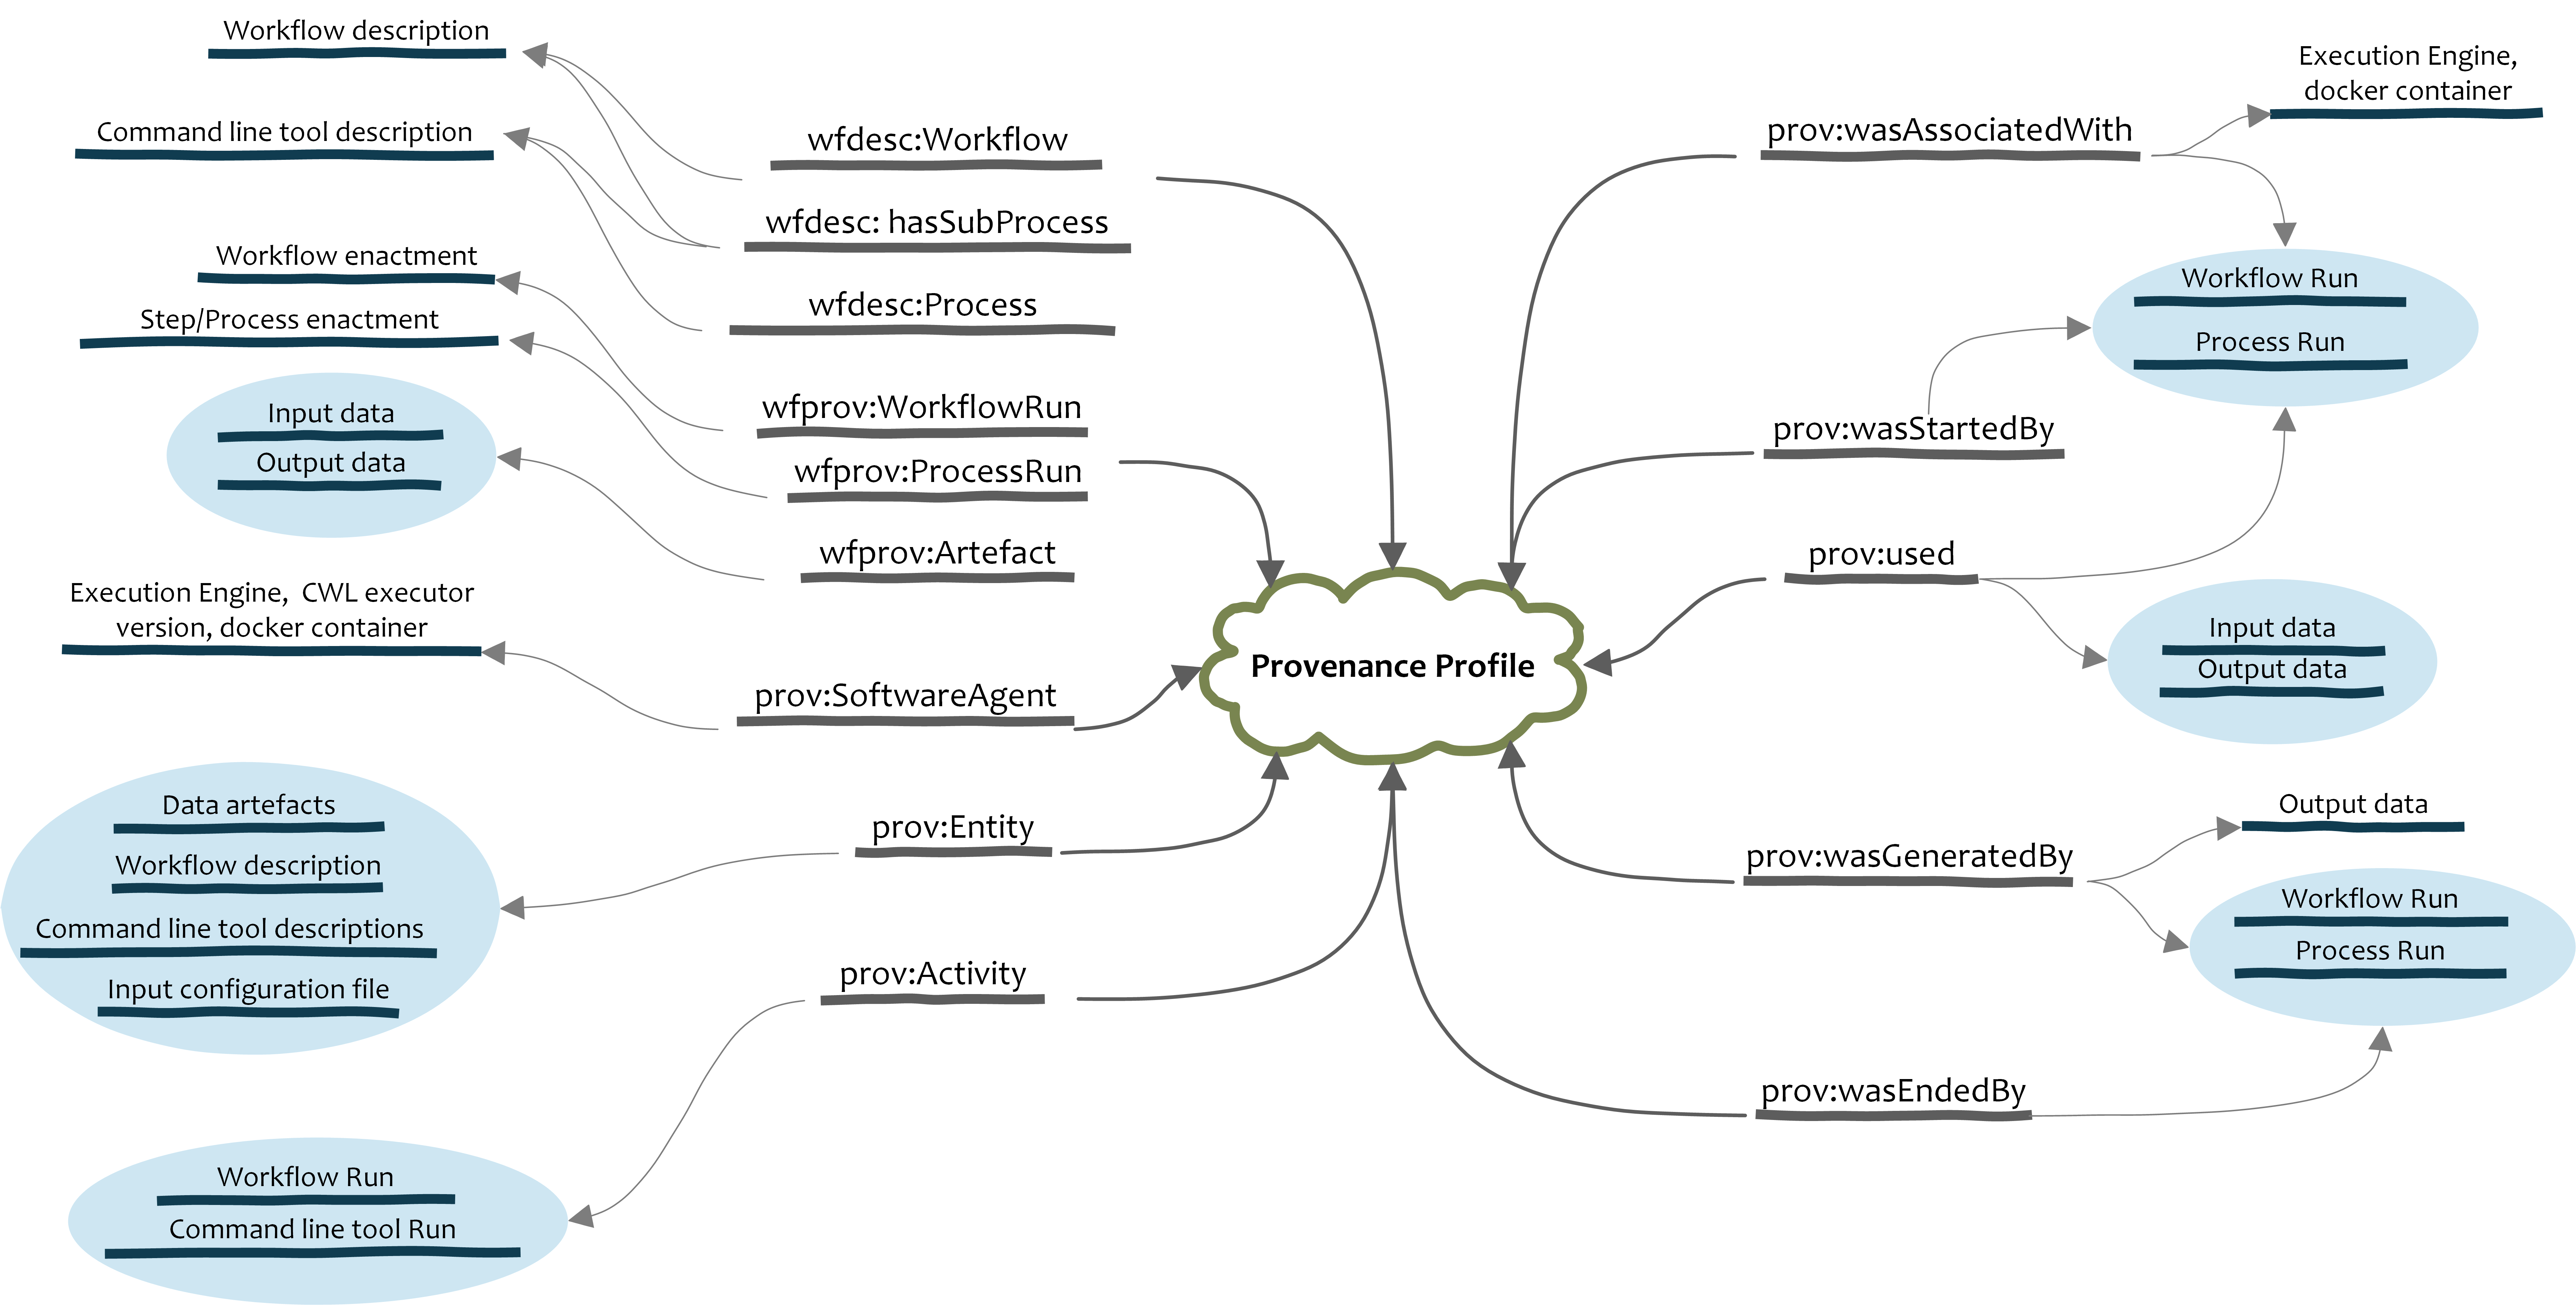 Workflow description
Command line tool description
Workflow enactment
Step/Process enactment
Input data
Output data
Execution Engine,  CWL executor
version, docker container
Data artefacts
Workflow description
Command line tool descriptions
Input configuration file
Workflow Run
Command line tool Run
wfdesc:Workflow
wfdesc: hasSubProcess
wfdesc:Process
wfprov:WorkflowRun
wfprov:ProcessRun
wfprov:Artefact
prov:SoftwareAgent
prov:Entity
prov:Activity
Provenance Profile
prov:wasAssociatedWith
prov:wasStartedBy
prov:used
prov:wasGeneratedBy
prov:wasEndedBy
Execution Engine,
docker container
Workflow Run
Process Run
Input data
Output data
Output data
Workflow Run
Process Run